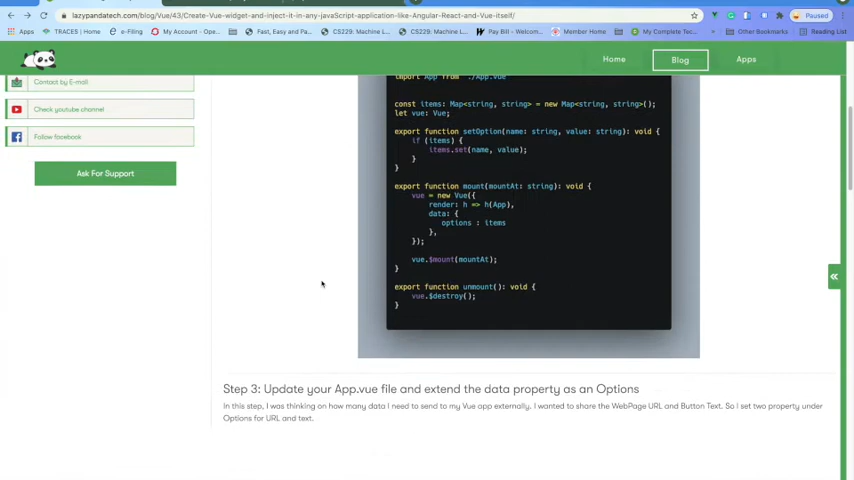 lazypandatech.com/blog/Vue/43/Create-Vue-widget-and-inject-it-in-any-javaScript-application-like-Angular-React-and-Vue-itself/
Paused
Apps
TRACES | Home
e-Filing
My Account - Ope...
Fast, Easy and Pa...
CS229: Machine L...
CS229: Machine L...
Pay Bill - Welcom...
Member Home
My Complete Tec...
Other Bookmarks
Reading List
Home
Blog
Apps
Contact by E-mail
Check youtube channel
Follow facebook
Ask For Support
import App from './App.vue'
const items: Map<string, string> = new Map<string, string>();
let vue: Vue;
export function setOption(name: string, value: string): void {
if (items) {
items.set(name, value);
}
}
export function mount(mountAt: string): void {
vue = new Vue({
render: h => h(App),
data: {
options : items
},
});
vue.$mount(mountAt);
}
export function unmount(): void {
vue.$destroy();
}
Step 3: Update your App.vue file and extend the data property as an Options
In this step, I was thinking on how many data I need to send to my Vue app externally. I wanted to share the WebPage URL and Button Text. So I set two property under
Options for URL and text.